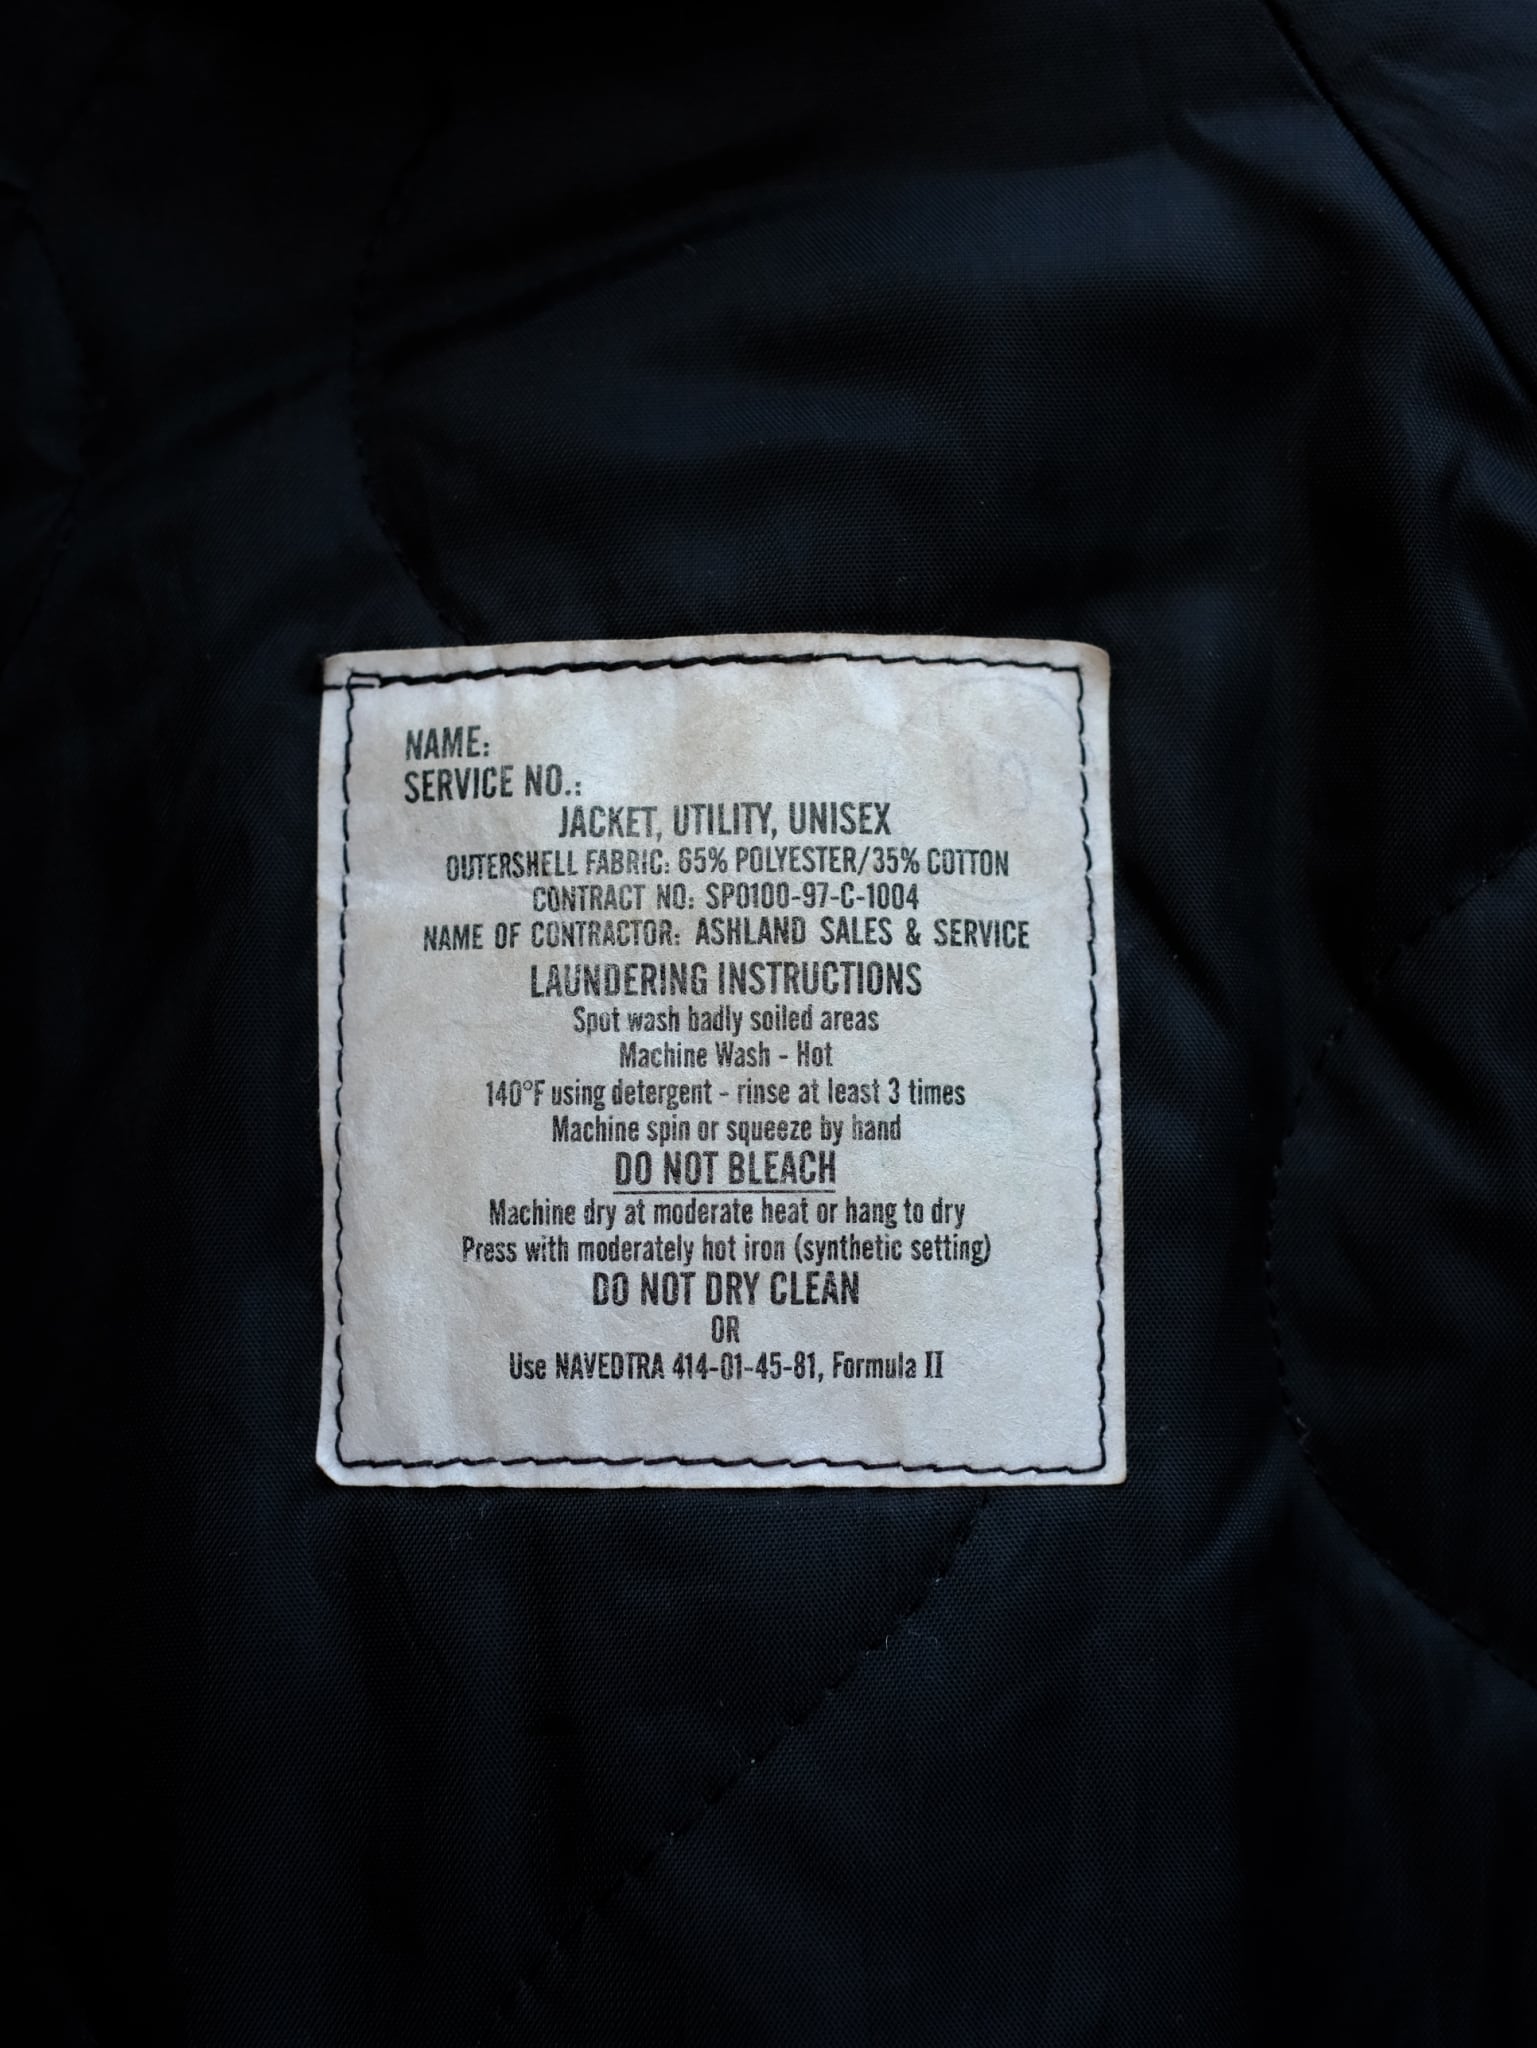 NAME:
SERVICE NO.:
JACKET, UTILITY, UNISEX
OUTERSHELL FABRIC: 65% POLYESTER/35% COTTON
CONTRACT NO: SP0100-97-C-1004
NAME OF CONTRACTOR: ASHLAND SALES & SERVICE
LAUNDERING INSTRUCTIONS
Spot wash badly soiled areas
Machine Wash - Hot
140°F using detergent - rinse at least 3 times
Machine spin or squeeze by hand
DO NOT BLEACH
Machine dry at moderate heat or hang to dry
Press with moderately hot iron (synthetic setting)
DO NOT DRY CLEAN
OR
Use NAVEDTRA 414-01-45-81, Formula II